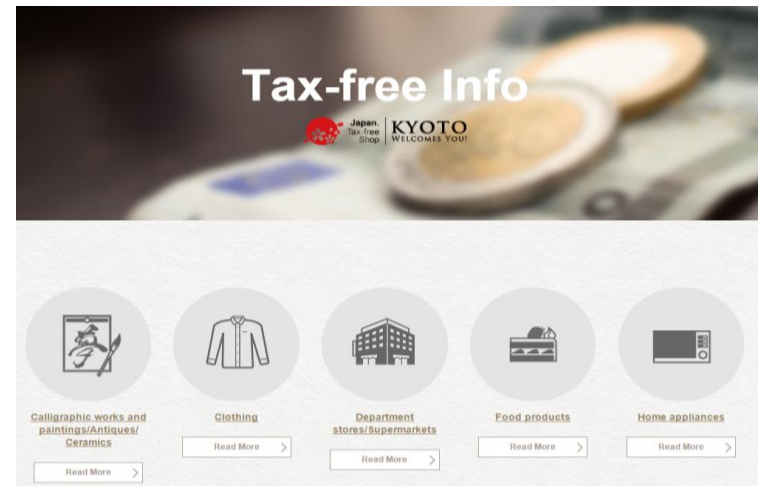 Tax-free Info
Japan.
Tax free
Shop
KYOTO
WELCOMES YOU!
Calligraphic works and
paintings/Antiques/
Ceramics
Read More
Clothing
Read More
Department
stores/Supermarkets
Read More
Food products
Read More
Home appliances
Read More